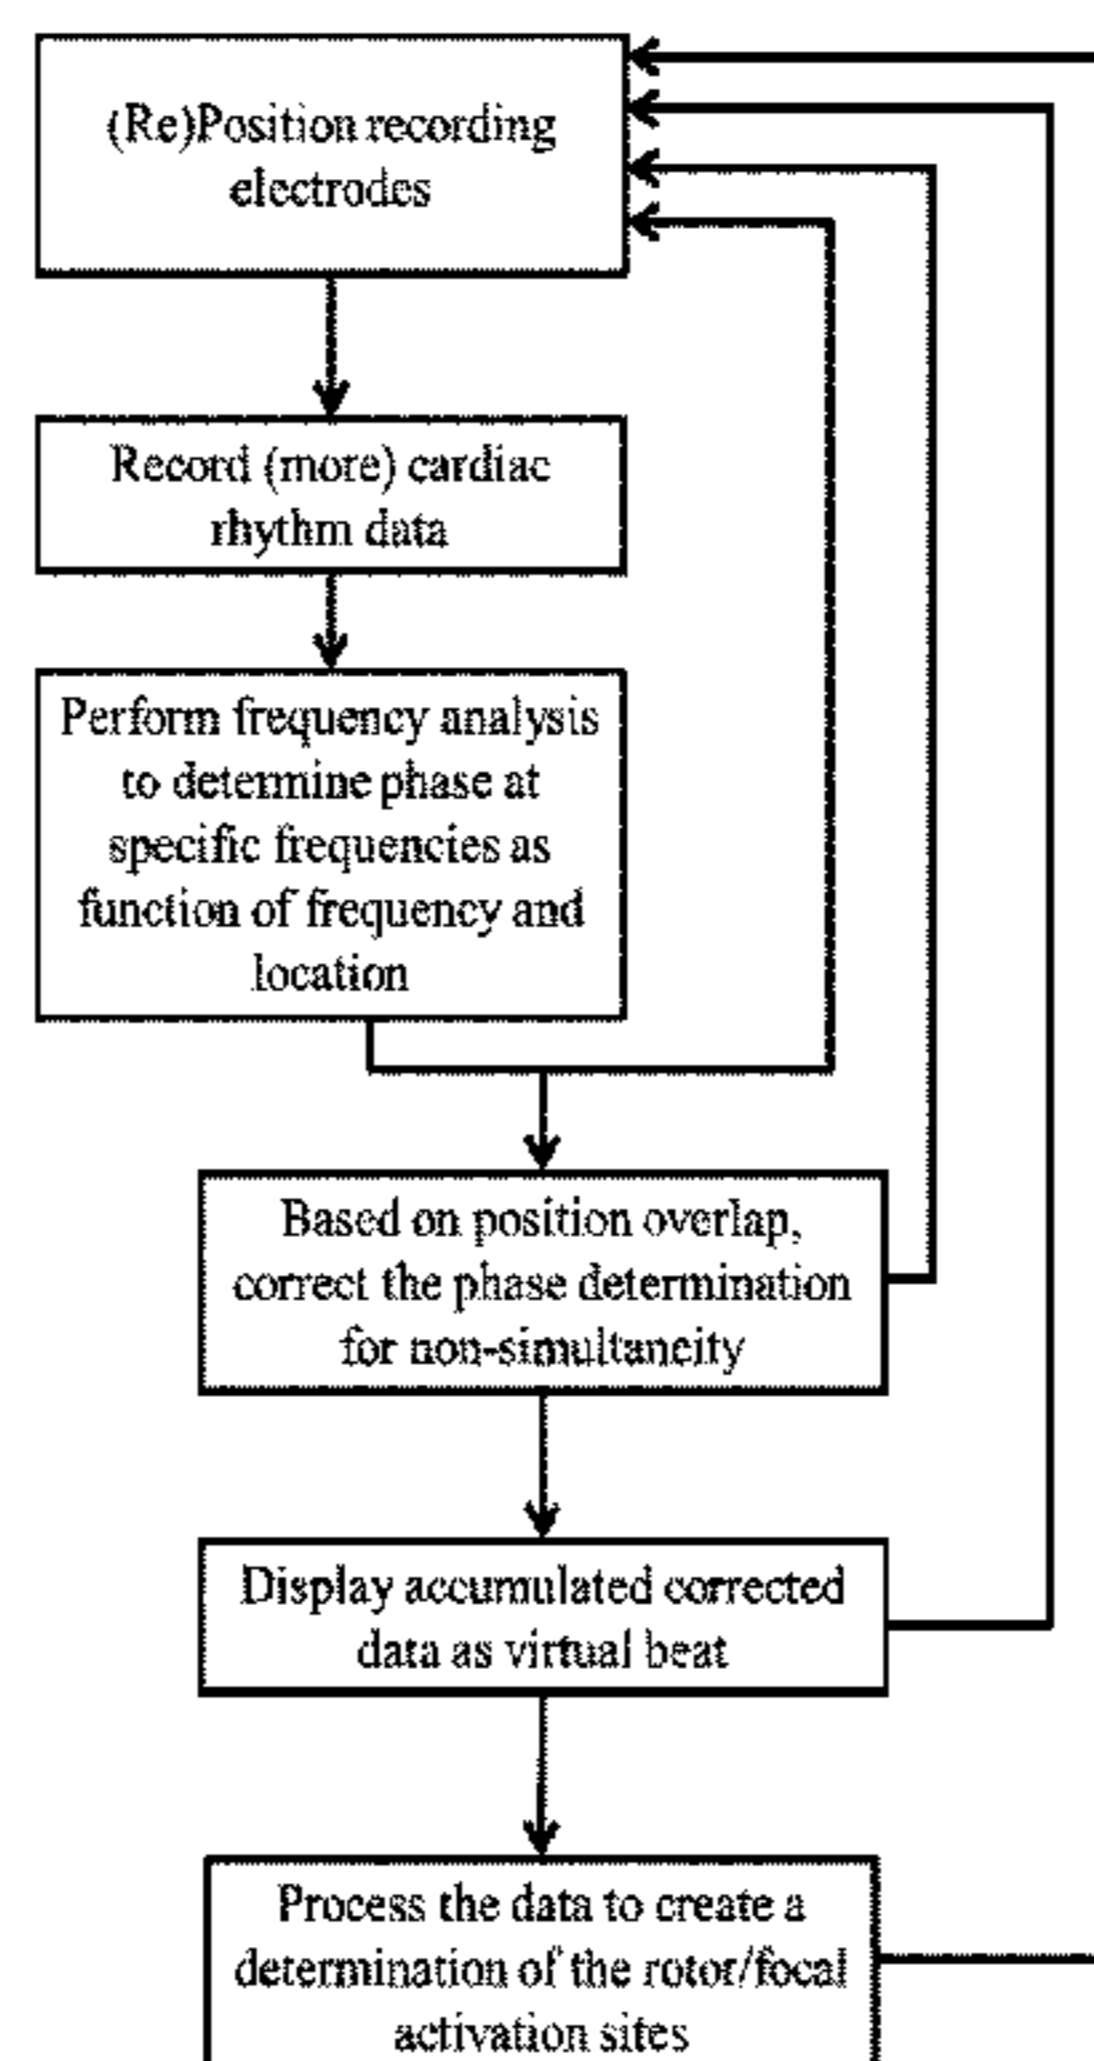 (Re)Position recording
electrodes
Record (more) cardiac
rhythm data
Perform frequency analysis
to determine phase at
specific frequencies as
function of frequency and
location
Based on position overlap,
correct the phase determination
for non-simultaneity
Display accumulated corrected
data as virtual beat
Process the data to create a
determination of the rotor/focal
activation sites